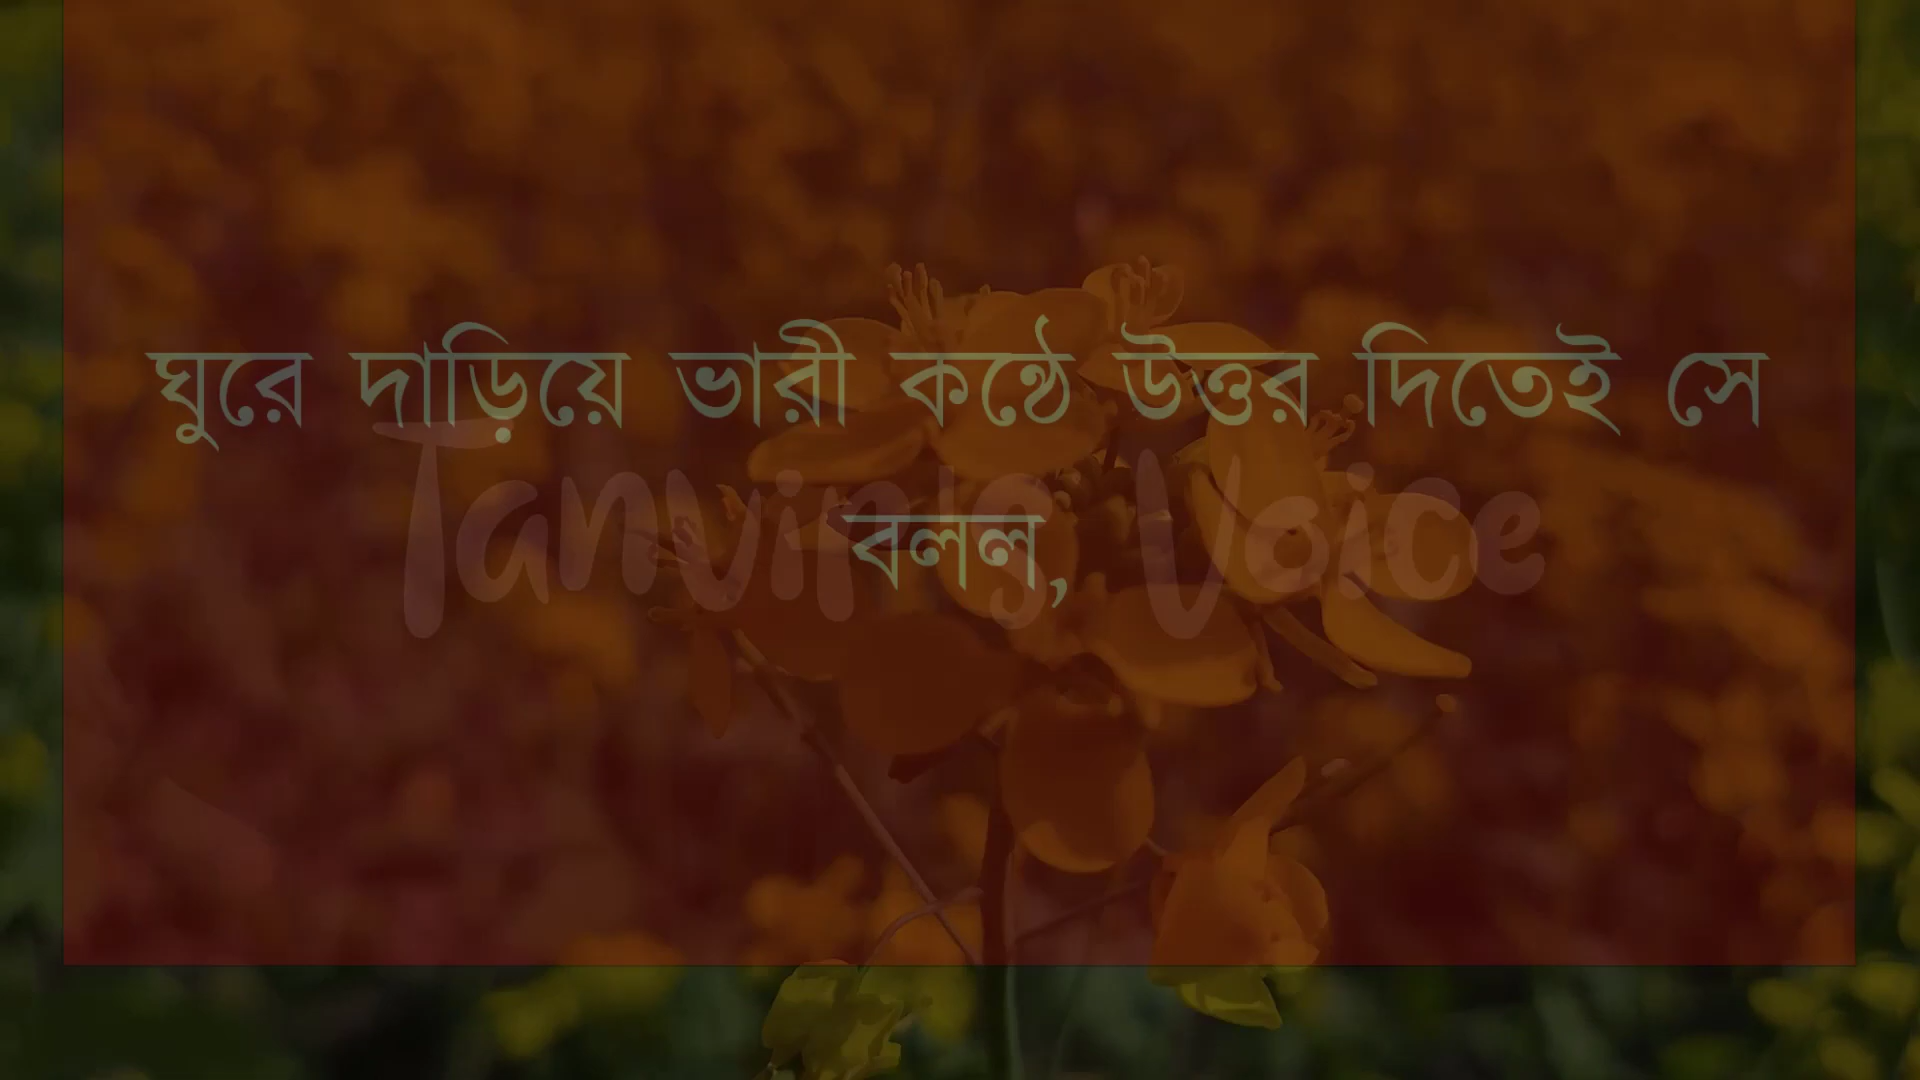 ঘুরে দাড়িয়ে ভারী কন্ঠে উত্তর দিতেই সে
বলল,
Tanvir's Voice